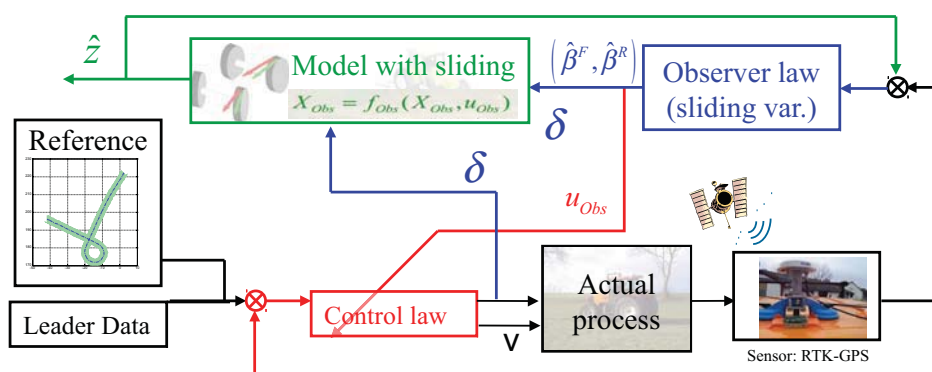 ẑ
Model with sliding
X_Obs = f_Obs(X_Obs, u_Obs)
(β̂^F, β̂^R)
Observer law
(sliding var.)
δ
δ
u_Obs
Reference
Leader Data
Control law
V
Actual
process
Sensor: RTK-GPS